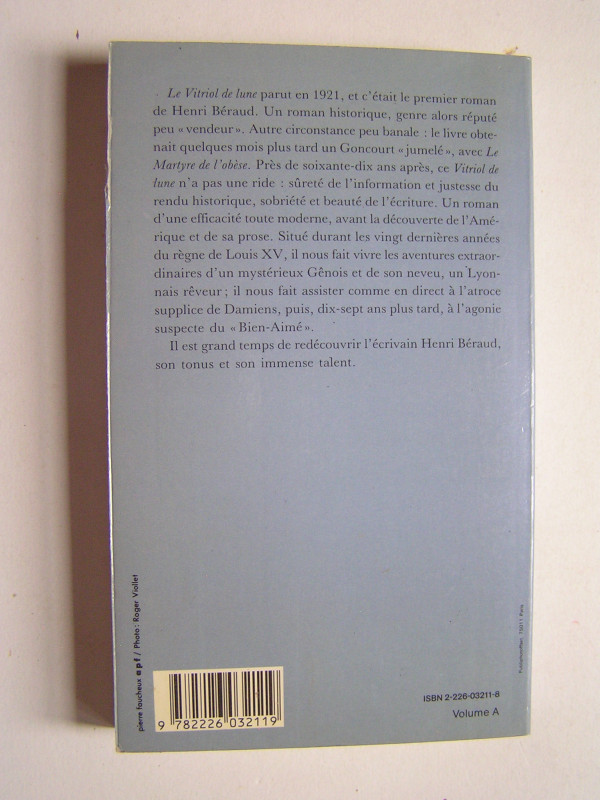 Le Vitriol de lune parut en 1921, et c'était le premier roman
de Henri Béraud. Un roman historique, genre alors réputé
peu « vendeur ». Autre circonstance peu banale : le livre obte-
nait quelques mois plus tard un Goncourt « jumelé », avec Le
Martyre de l'obèse. Près de soixante-dix ans après, ce Vitriol de
lune n'a pas une ride : sûreté de l'information et justesse du
rendu historique, sobriété et beauté de l'écriture. Un roman
d'une efficacité toute moderne, avant la découverte de l'Amé-
rique et de sa prose. Situé durant les vingt dernières années
du règne de Louis XV, il nous fait vivre les aventures extraor-
dinaires d'un mystérieux Gênois et de son neveu, un Lyon-
nais rêveur ; il nous fait assister comme en direct à l'atroce
supplice de Damiens, puis, dix-sept ans plus tard, à l'agonie
suspecte du « Bien-Aimé ».
Il est grand temps de redécouvrir l'écrivain Henri Béraud,
son tonus et son immense talent.
pierre faucheux apf / Photo : Roger Viollet
9 782226 032119
ISBN 2-226-03211-8
Volume A
75011 Paris